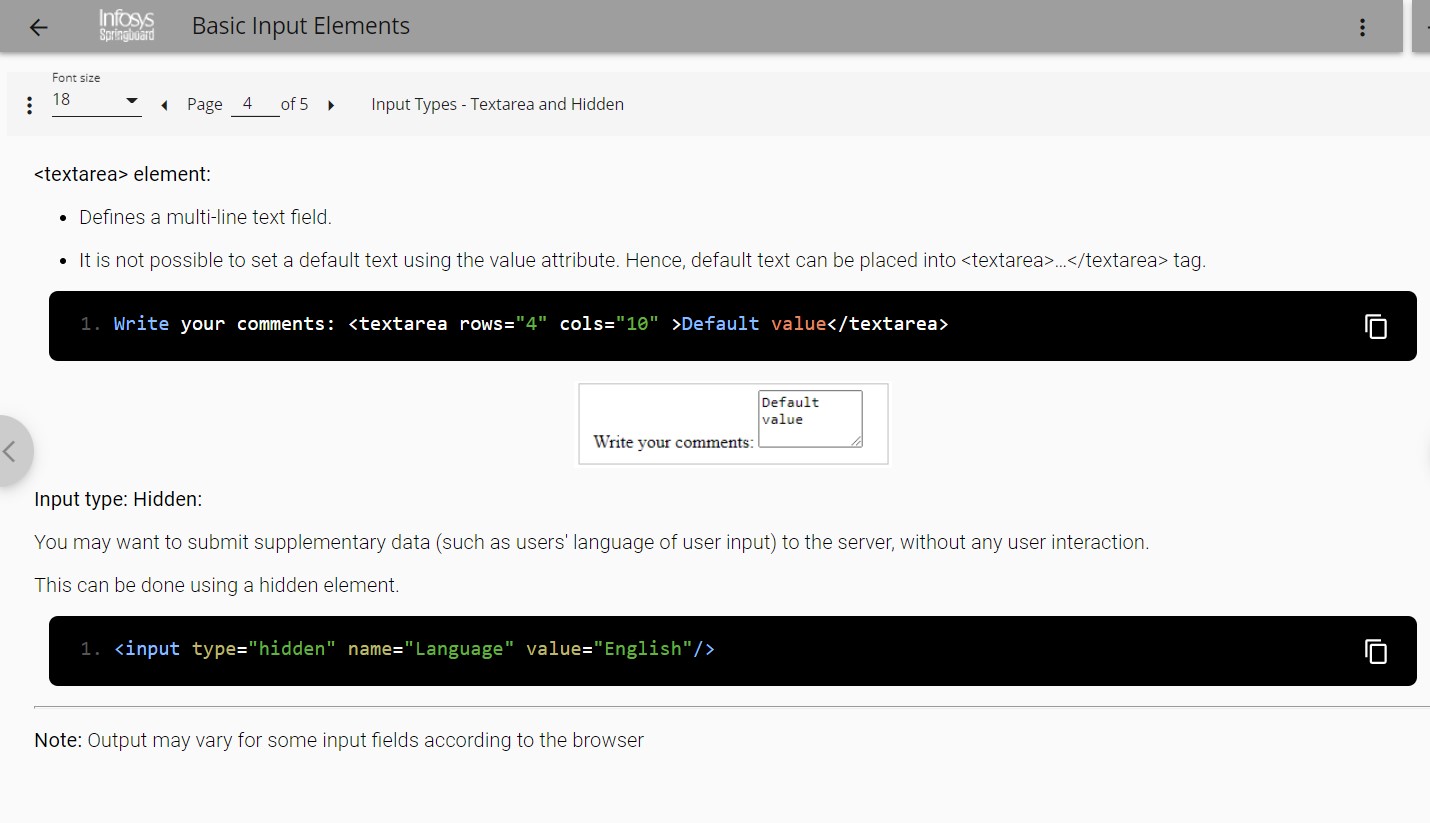 Infosys
Springboard
Basic Input Elements
Font size
18
Page 4 of 5
Input Types - Textarea and Hidden
<textarea> element:
• Defines a multi-line text field.
• It is not possible to set a default text using the value attribute. Hence, default text can be placed into <textarea>...</textarea> tag.
1. Write your comments: <textarea rows="4" cols="10" >Default value</textarea>
Default
value
Write your comments:
Input type: Hidden:
You may want to submit supplementary data (such as users' language of user input) to the server, without any user interaction.
This can be done using a hidden element.
1. <input type="hidden" name="Language" value="English"/>
Note: Output may vary for some input fields according to the browser